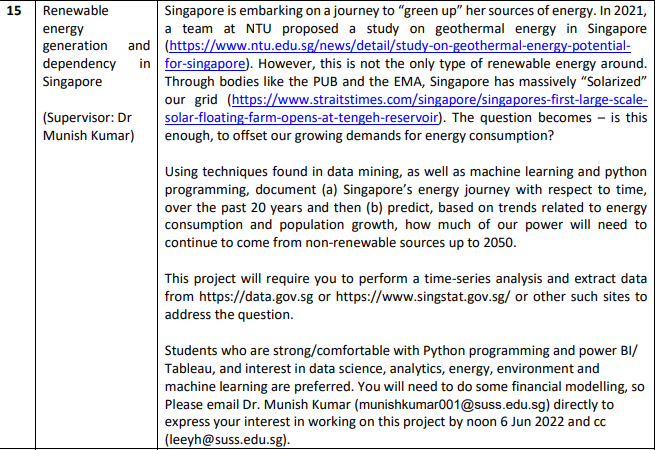 15
Renewable
energy
generation and
dependency in
Singapore
(Supervisor: Dr
Munish Kumar)
Singapore is embarking on a journey to “green up” her sources of energy. In 2021,
a team at NTU proposed a study on geothermal energy in Singapore
(https://www.ntu.edu.sg/news/detail/study-on-geothermal-energy-potential-
for-singapore). However, this is not the only type of renewable energy around.
Through bodies like the PUB and the EMA, Singapore has massively “Solarized”
our grid (https://www.straitstimes.com/singapore/singapores-first-large-scale-
solar-floating-farm-opens-at-tengeh-reservoir). The question becomes – is this
enough, to offset our growing demands for energy consumption?
Using techniques found in data mining, as well as machine learning and python
programming, document (a) Singapore’s energy journey with respect to time,
over the past 20 years and then (b) predict, based on trends related to energy
consumption and population growth, how much of our power will need to
continue to come from non-renewable sources up to 2050.
This project will require you to perform a time-series analysis and extract data
from https://data.gov.sg or https://www.singstat.gov.sg/ or other such sites to
address the question.
Students who are strong/comfortable with Python programming and power BI/
Tableau, and interest in data science, analytics, energy, environment and
machine learning are preferred. You will need to do some financial modelling, so
Please email Dr. Munish Kumar (munishkumar001@suss.edu.sg) directly to
express your interest in working on this project by noon 6 Jun 2022 and cc
(leeyh@suss.edu.sg).